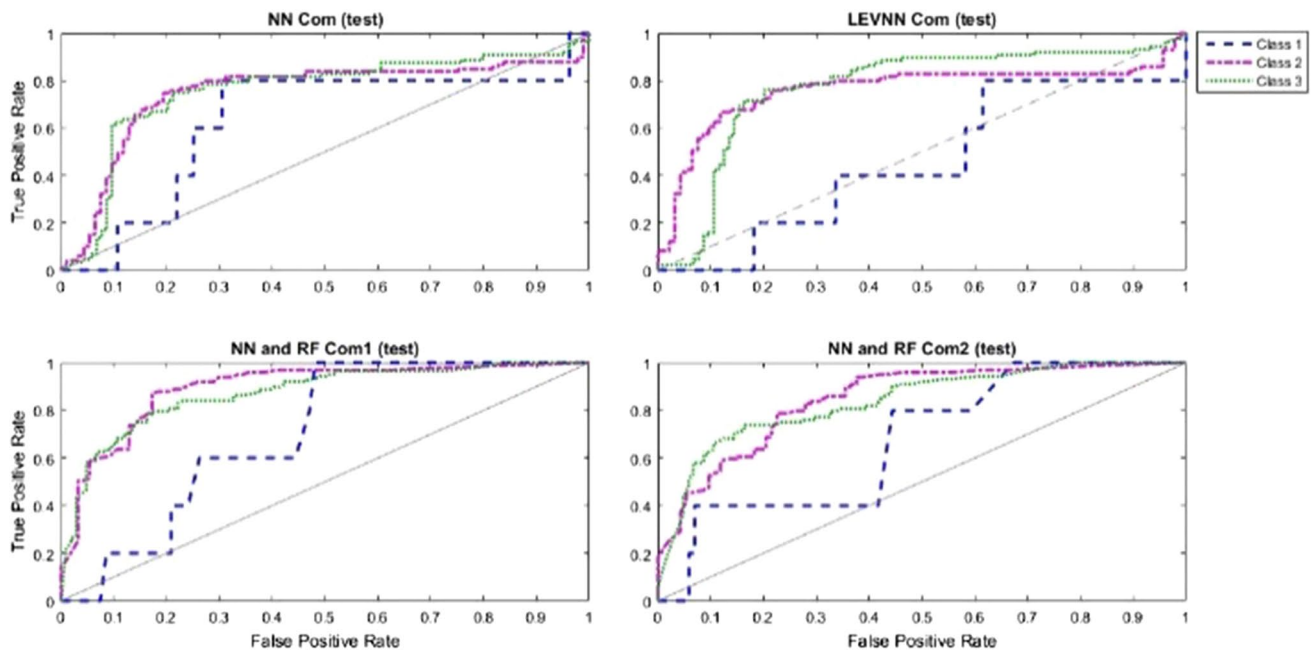 NN Com (test)
1
0.8
0.6
0.4
0.2
0
True Positive Rate
0 0.1 0.2 0.3 0.4 0.5 0.6 0.7 0.8 0.9 1
LEVNN Com (test)
1
0.8
0.6
0.4
0.2
0
0 0.1 0.2 0.3 0.4 0.5 0.6 0.7 0.8 0.9 1
Class 1
Class 2
Class 3
NN and RF Com1 (test)
1
0.8
0.6
0.4
0.2
0
True Positive Rate
0 0.1 0.2 0.3 0.4 0.5 0.6 0.7 0.8 0.9 1
False Positive Rate
NN and RF Com2 (test)
1
0.8
0.6
0.4
0.2
0
0 0.1 0.2 0.3 0.4 0.5 0.6 0.7 0.8 0.9 1
False Positive Rate